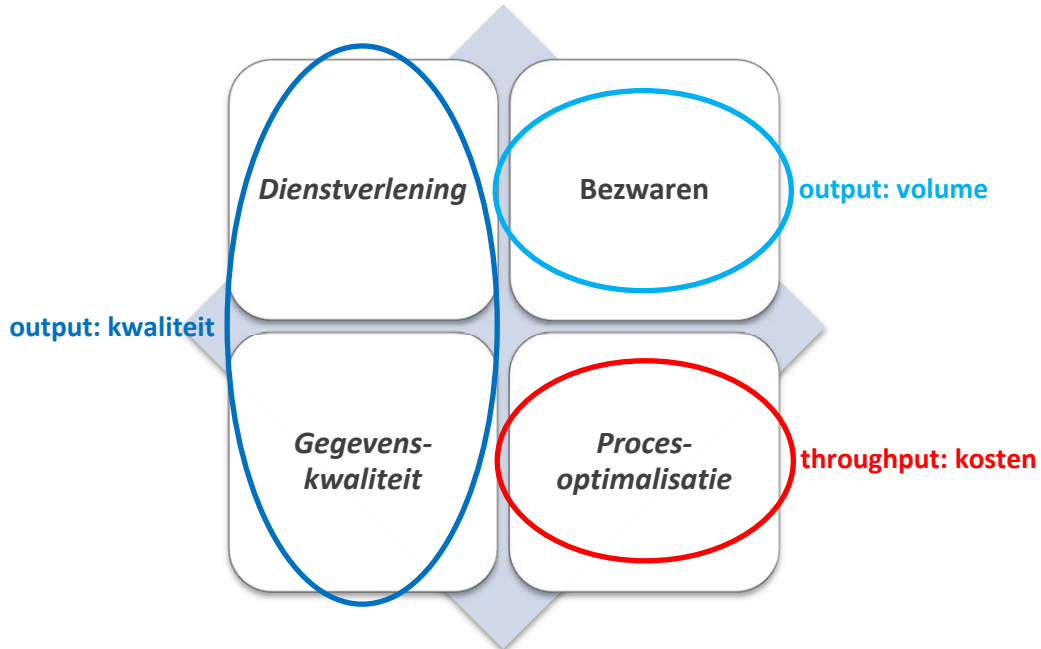 Dienstverlening
Bezwaren
output: volume
output: kwaliteit
Gegevens-
kwaliteit
Proces-
optimalisatie
throughput: kosten